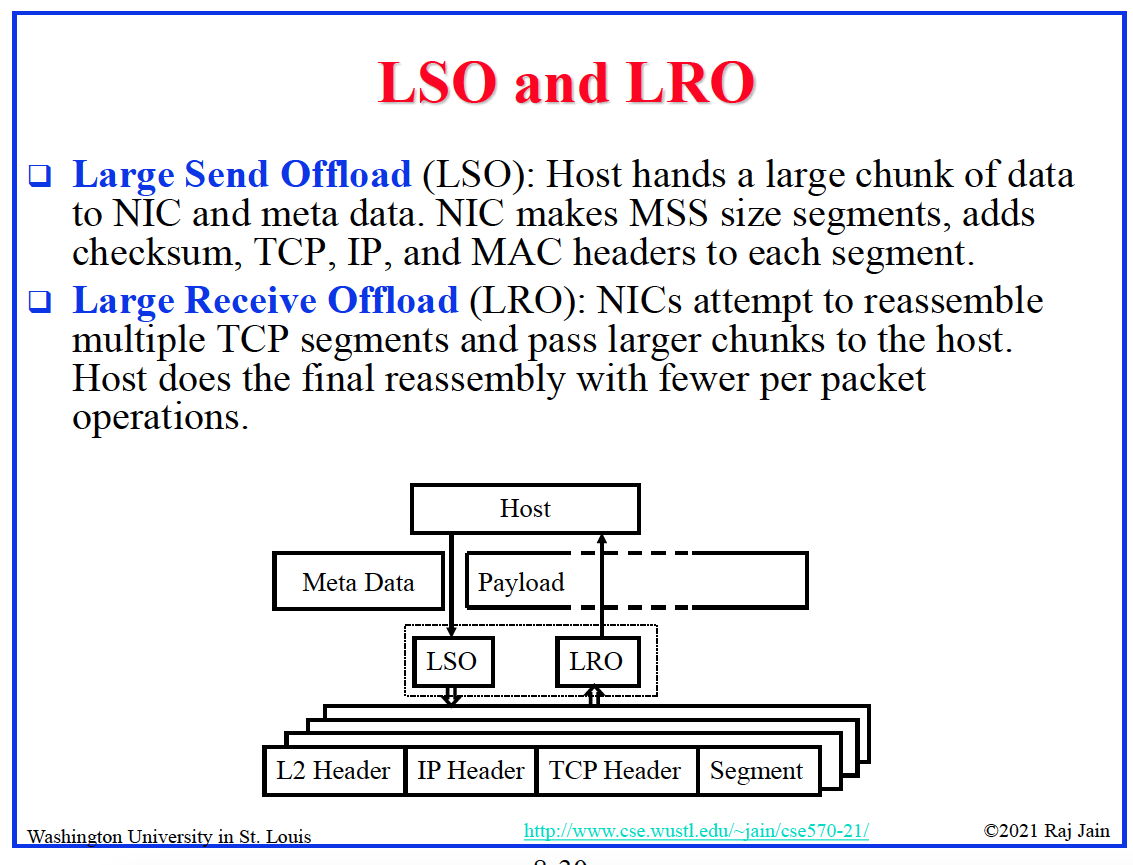 LSO and LRO
❑ Large Send Offload (LSO): Host hands a large chunk of data
to NIC and meta data. NIC makes MSS size segments, adds
checksum, TCP, IP, and MAC headers to each segment.
❑ Large Receive Offload (LRO): NICs attempt to reassemble
multiple TCP segments and pass larger chunks to the host.
Host does the final reassembly with fewer per packet
operations.
Host
Meta Data
Payload
LSO
LRO
L2 Header
IP Header
TCP Header
Segment
Washington University in St. Louis
http://www.cse.wustl.edu/~jain/cse570-21/
©2021 Raj Jain